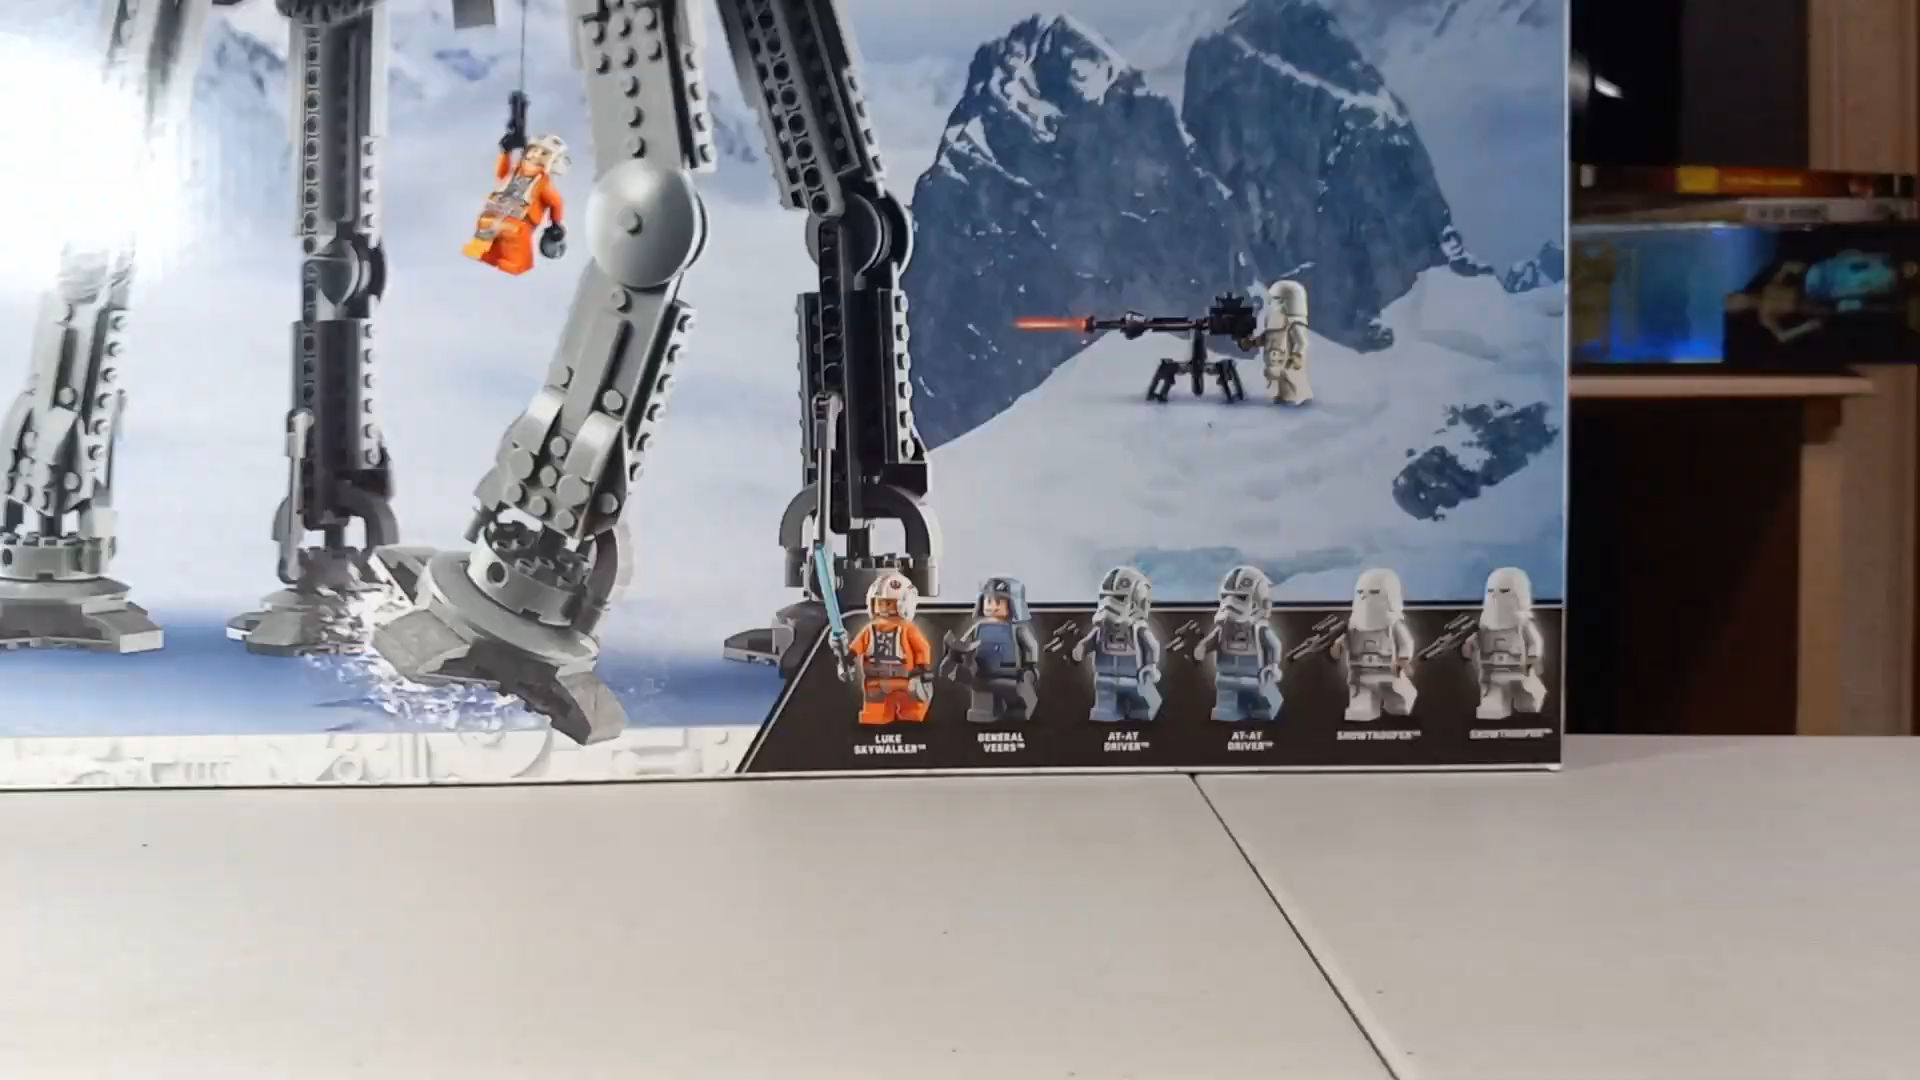 LUKE
SKYWALKER™
GENERAL
VEERS™
AT-AT
DRIVER™
AT-AT
DRIVER™
SNOWTROOPER™
SNOWTROOPER™